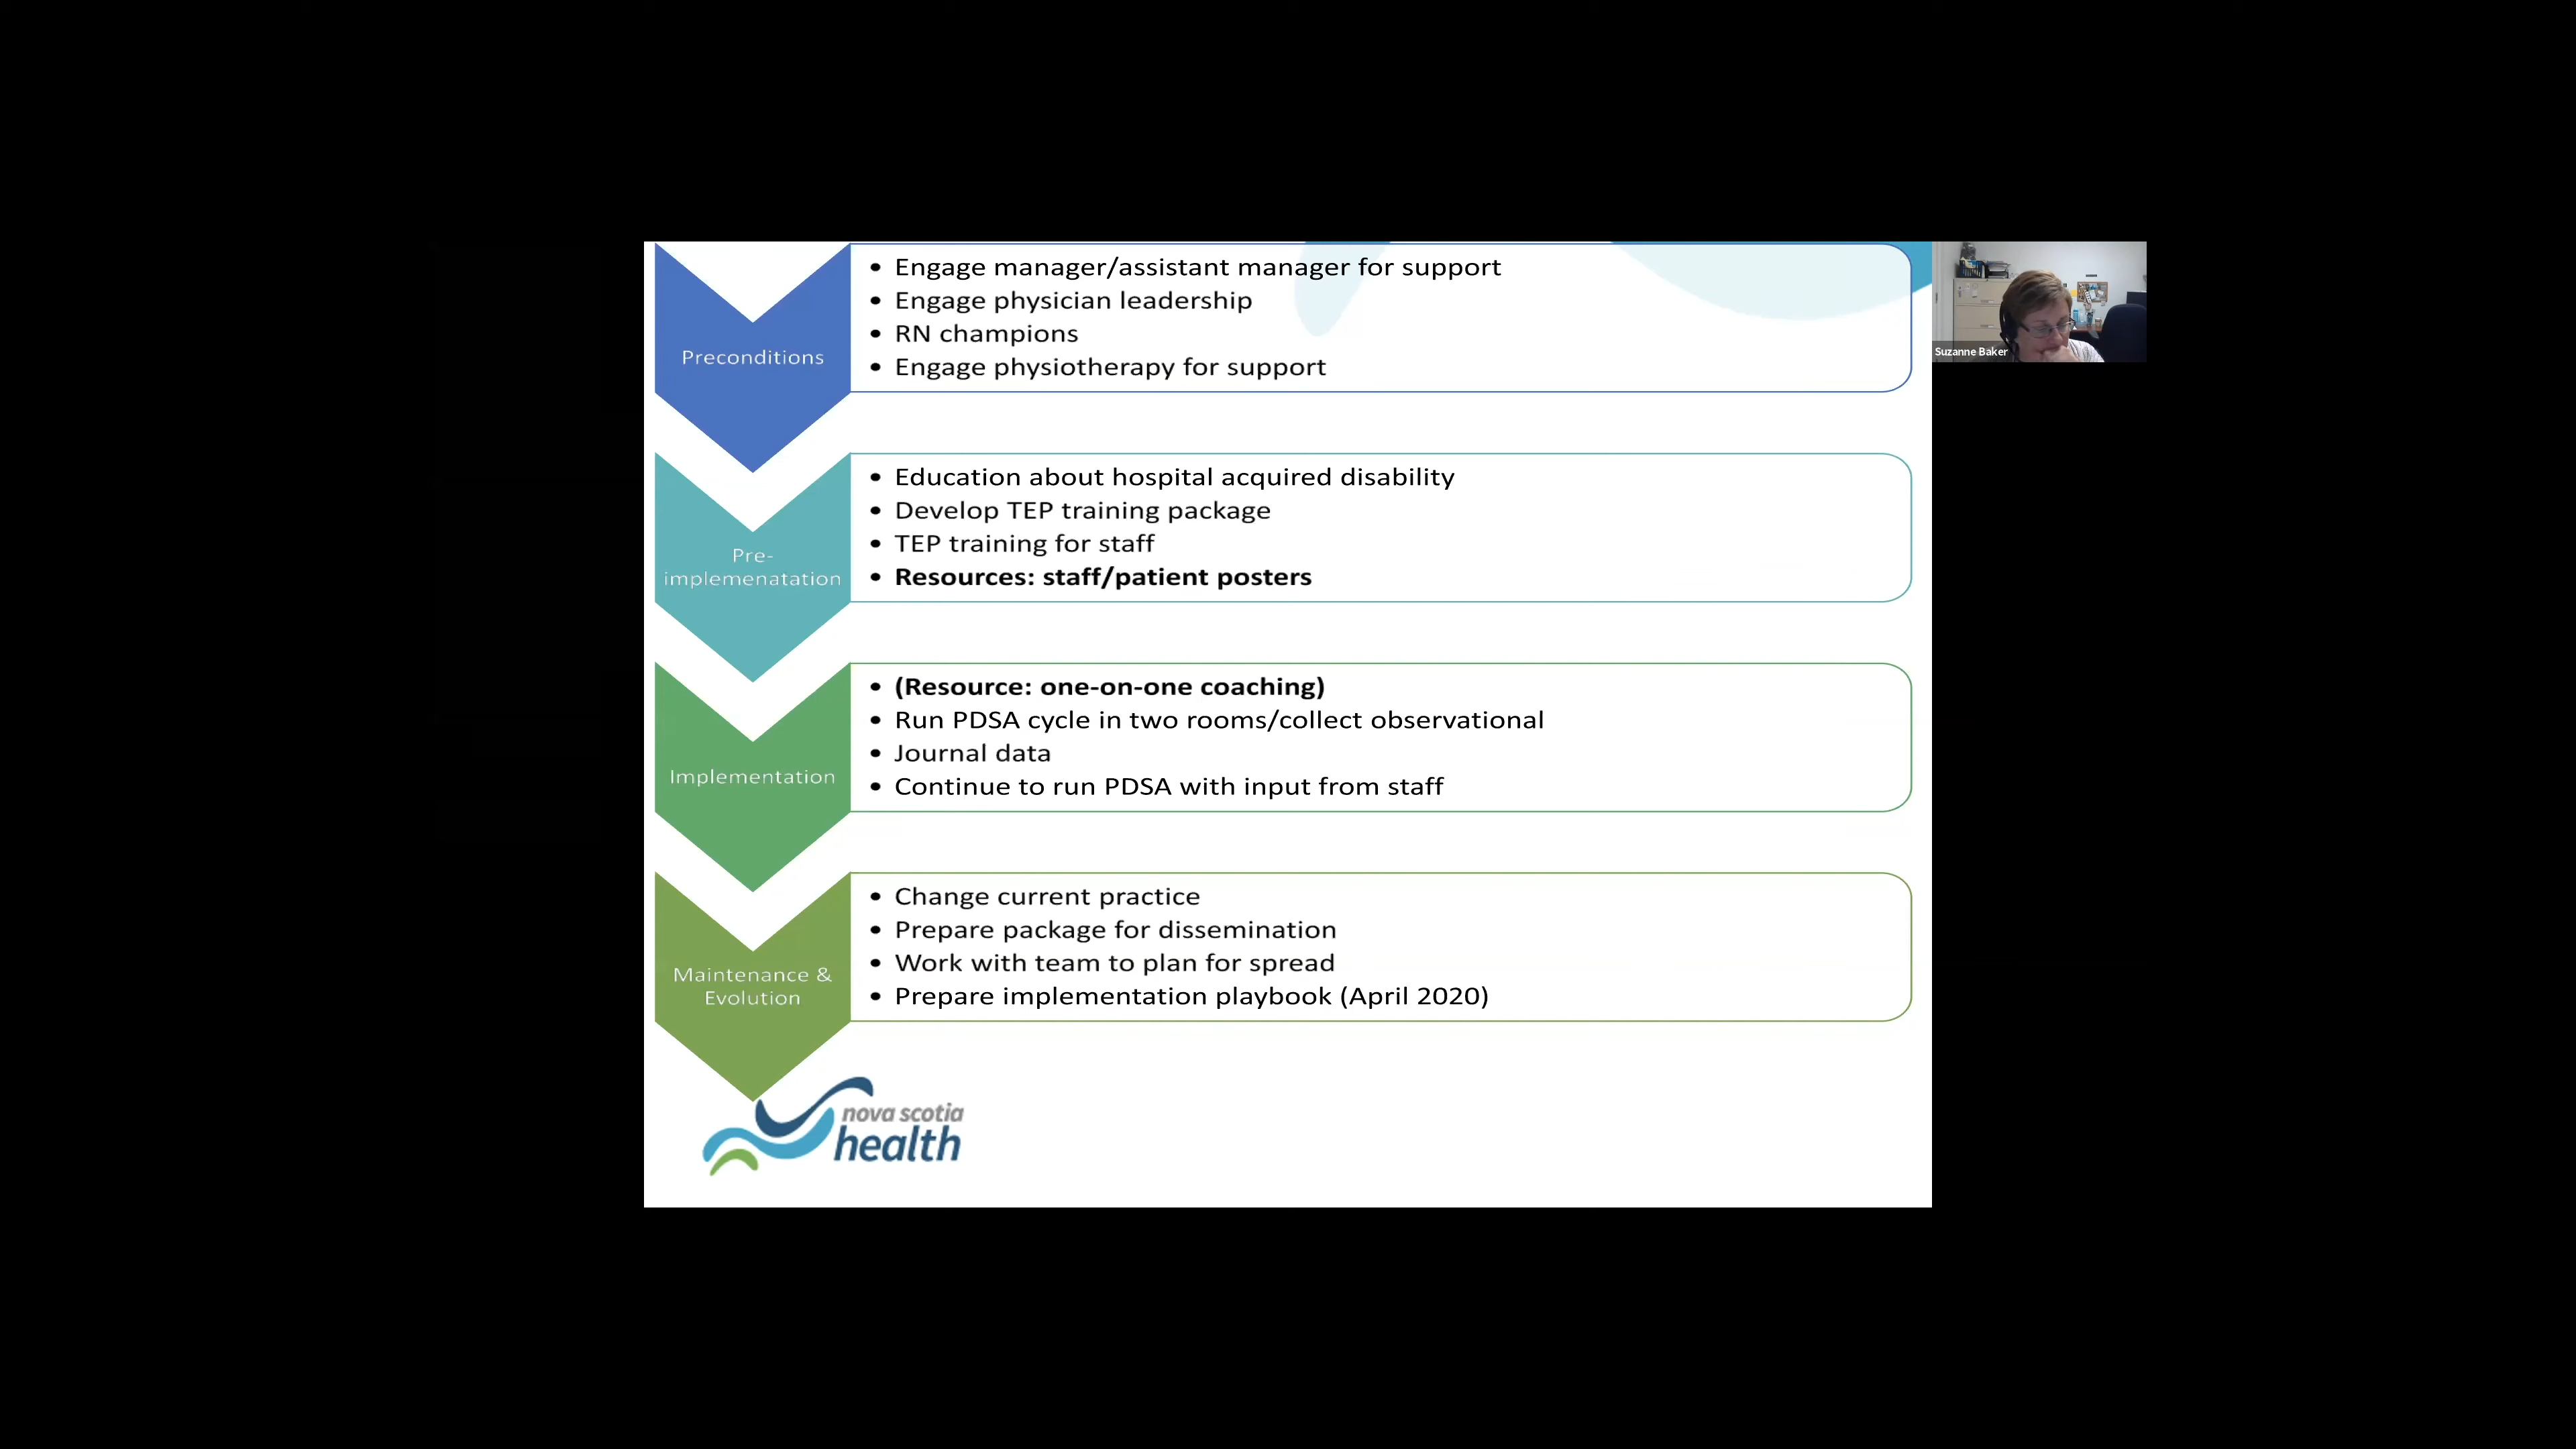 Preconditions
• Engage manager/assistant manager for support
• Engage physician leadership
• RN champions
• Engage physiotherapy for support
Suzanne Baker
Pre-
implemenatation
• Education about hospital acquired disability
• Develop TEP training package
• TEP training for staff
• Resources: staff/patient posters
Implementation
• (Resource: one-on-one coaching)
• Run PDSA cycle in two rooms/collect observational
• Journal data
• Continue to run PDSA with input from staff
Maintenance &
Evolution
• Change current practice
• Prepare package for dissemination
• Work with team to plan for spread
• Prepare implementation playbook (April 2020)
nova scotia
health